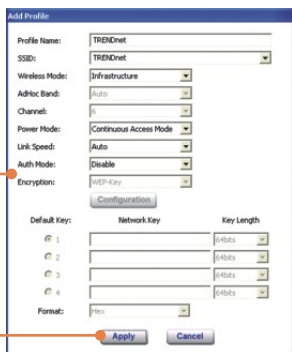 Add Profile
Profile Name: TRENDnet
SSID: TRENDnet
Wireless Mode: Infrastructure
AdHoc Band: Auto
Channel: 6
Power Mode: Continuous Access Mode
Link Speed: Auto
Auth Mode: Disable
Encryption: WEP-Key
Configuration
Default Key: Network Key Key Length
1 64bits
2 64bits
3 64bits
4 64bits
Format: Hex
Apply Cancel